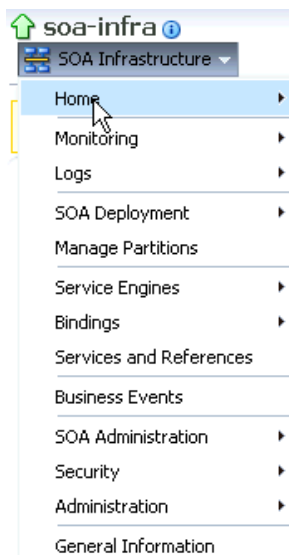 soa-infra
SOA Infrastructure
Home
Monitoring
Logs
SOA Deployment
Manage Partitions
Service Engines
Bindings
Services and References
Business Events
SOA Administration
Security
Administration
General Information